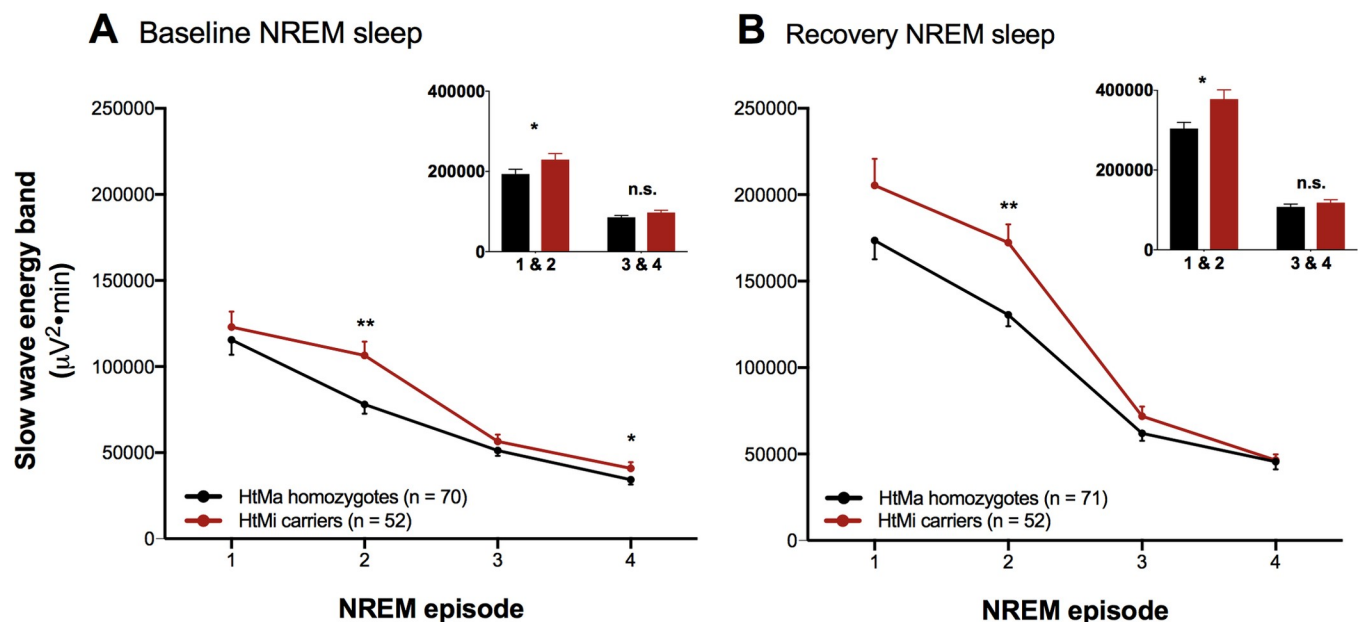 A Baseline NREM sleep
B Recovery NREM sleep
Slow wave energy band
(μV²•min)
250000
200000
150000
100000
50000
0
**
*
400000
200000
0
*
n.s.
1 & 2
3 & 4
HtMa homozygotes (n = 70)
HtMi carriers (n = 52)
1
2
3
4
NREM episode
250000
200000
150000
100000
50000
0
**
400000
200000
0
*
n.s.
1 & 2
3 & 4
HtMa homozygotes (n = 71)
HtMi carriers (n = 52)
1
2
3
4
NREM episode